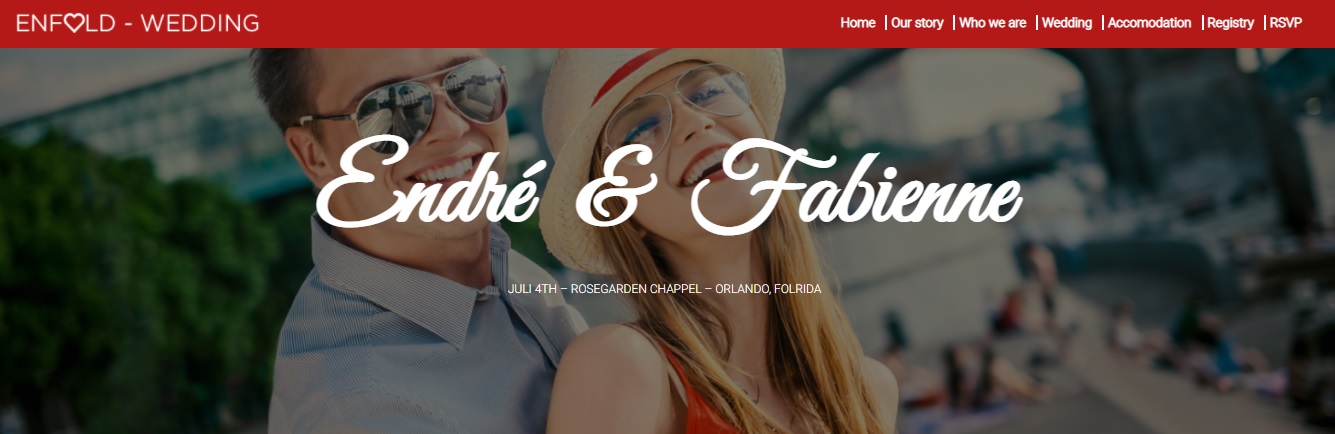 ENFOLD - WEDDING
Home | Our story | Who we are | Wedding | Accomodation | Registry | RSVP
Endré & Fabienne
JULI 4TH – ROSEGARDEN CHAPPEL – ORLANDO, FOLRIDA